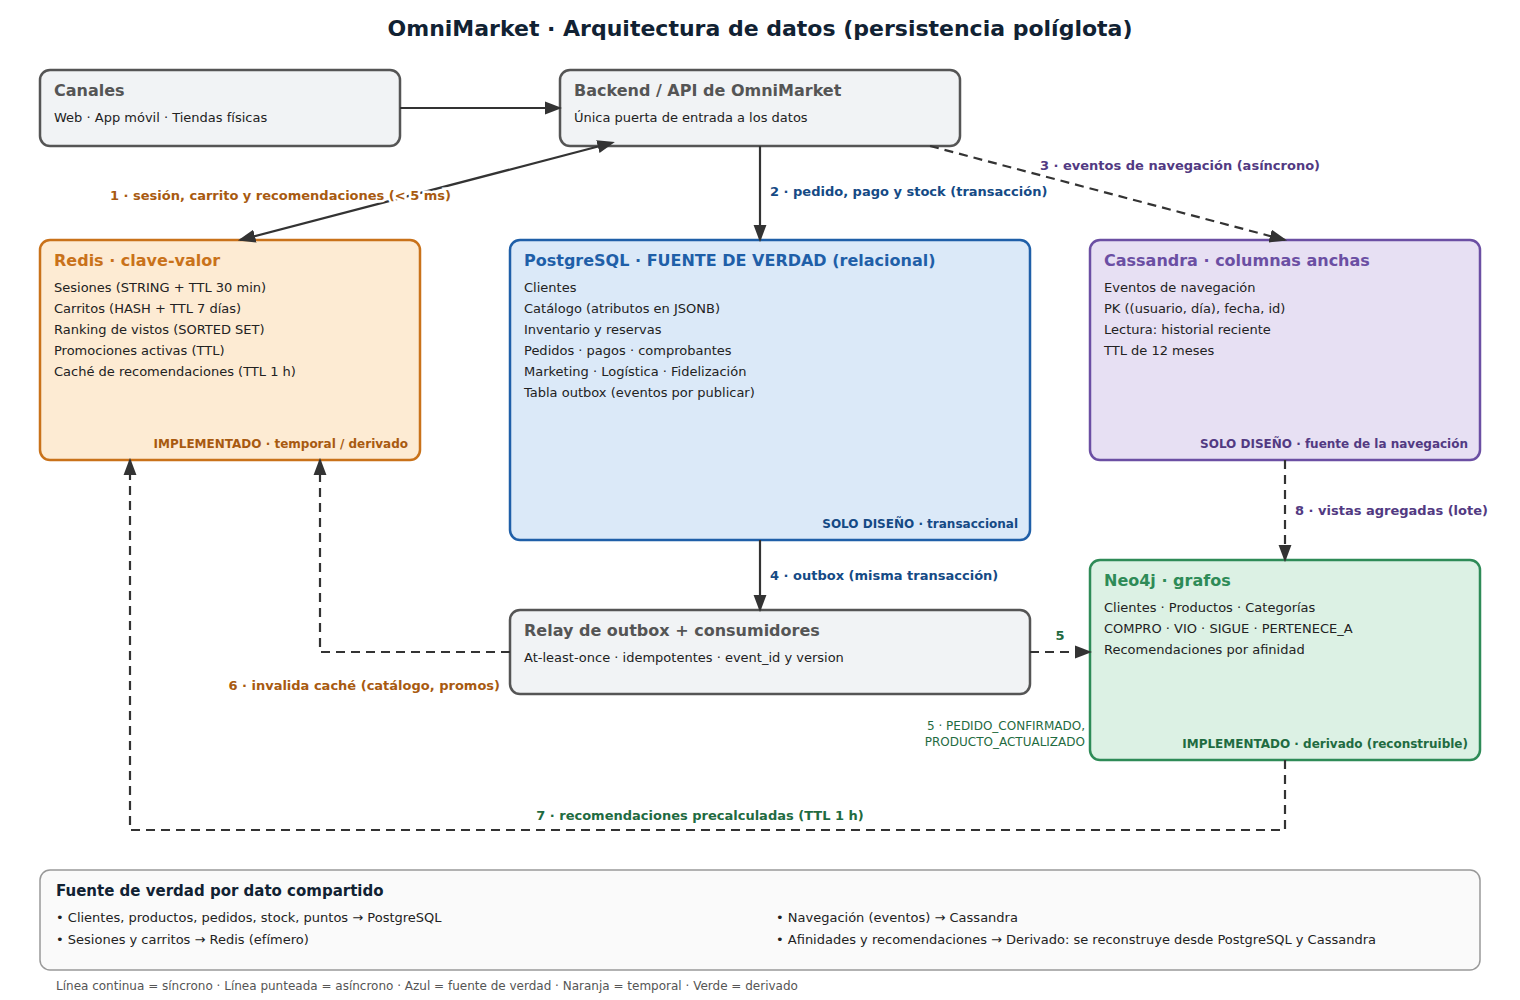 OmniMarket · Arquitectura de datos (persistencia políglota)
Canales
Web · App móvil · Tiendas físicas
Backend / API de OmniMarket
Única puerta de entrada a los datos
1 · sesión, carrito y recomendaciones (< 5 ms)
2 · pedido, pago y stock (transacción)
3 · eventos de navegación (asíncrono)
Redis · clave-valor
Sesiones (STRING + TTL 30 min)
Carritos (HASH + TTL 7 días)
Ranking de vistos (SORTED SET)
Promociones activas (TTL)
Caché de recomendaciones (TTL 1 h)
IMPLEMENTADO · temporal / derivado
PostgreSQL · FUENTE DE VERDAD (relacional)
Clientes
Catálogo (atributos en JSONB)
Inventario y reservas
Pedidos · pagos · comprobantes
Marketing · Logística · Fidelización
Tabla outbox (eventos por publicar)
SOLO DISEÑO · transaccional
Cassandra · columnas anchas
Eventos de navegación
PK ((usuario, día), fecha, id)
Lectura: historial reciente
TTL de 12 meses
SOLO DISEÑO · fuente de la navegación
8 · vistas agregadas (lote)
4 · outbox (misma transacción)
Relay de outbox + consumidores
At-least-once · idempotentes · event_id y version
5
Neo4j · grafos
Clientes · Productos · Categorías
COMPRO · VIO · SIGUE · PERTENECE_A
Recomendaciones por afinidad
IMPLEMENTADO · derivado (reconstruible)
6 · invalida caché (catálogo, promos)
5 · PEDIDO_CONFIRMADO,
PRODUCTO_ACTUALIZADO
7 · recomendaciones precalculadas (TTL 1 h)
Fuente de verdad por dato compartido
• Clientes, productos, pedidos, stock, puntos → PostgreSQL
• Sesiones y carritos → Redis (efímero)
• Navegación (eventos) → Cassandra
• Afinidades y recomendaciones → Derivado: se reconstruye desde PostgreSQL y Cassandra
Línea continua = síncrono · Línea punteada = asíncrono · Azul = fuente de verdad · Naranja = temporal · Verde = derivado